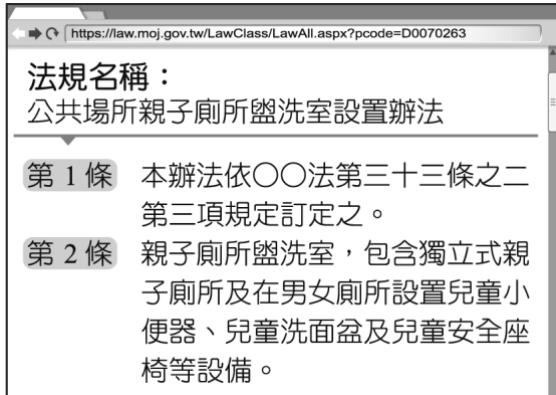 https://law.moj.gov.tw/LawClass/LawAll.aspx?pcode=D0070263
法規名稱：
公共場所親子廁所盥洗室設置辦法
第 1 條 本辦法依○○法第三十三條之二
第三項規定訂定之。
第 2 條 親子廁所盥洗室，包含獨立式親
子廁所及在男女廁所設置兒童小
便器、兒童洗面盆及兒童安全座
椅等設備。